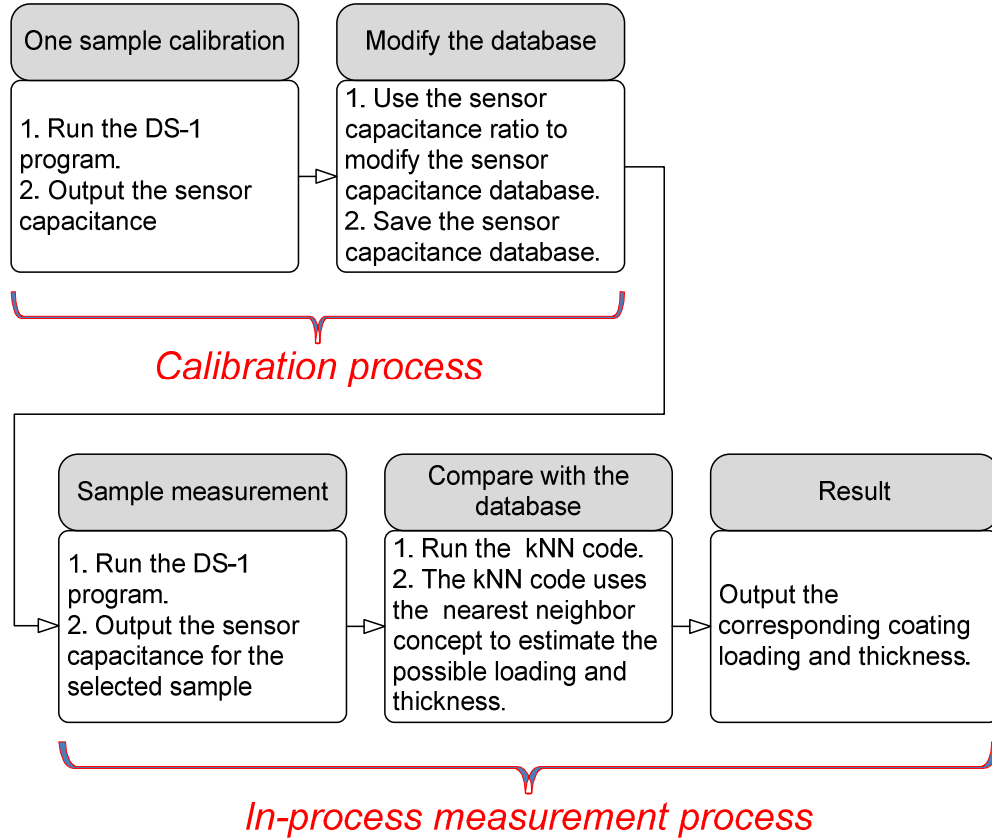 One sample calibration
1. Run the DS-1
program.
2. Output the sensor
capacitance
Modify the database
1. Use the sensor
capacitance ratio to
modify the sensor
capacitance database.
2. Save the sensor
capacitance database.
Calibration process
Sample measurement
1. Run the DS-1
program.
2. Output the sensor
capacitance for the
selected sample
Compare with the
database
1. Run the  kNN code.
2. The kNN code uses
the  nearest neighbor
concept to estimate the
possible loading and
thickness.
Result
Output the
corresponding coating
loading and thickness.
In-process measurement process